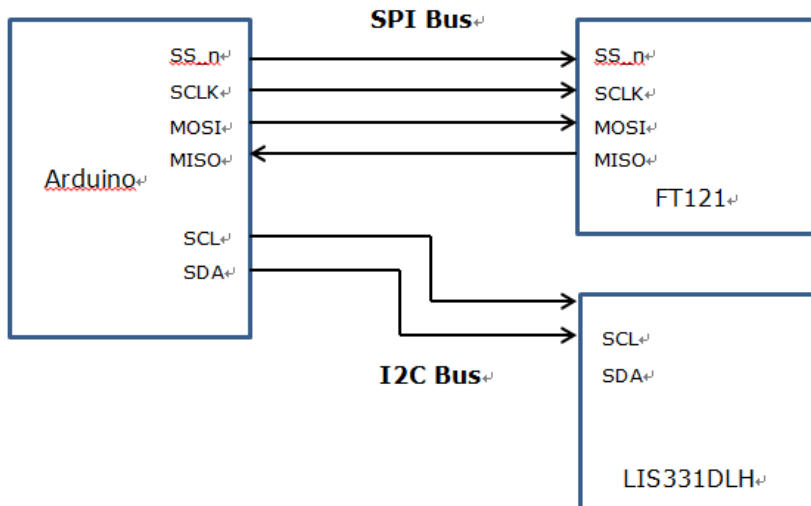 SPI Bus
SS_n
SCLK
MOSI
MISO
Arduino
SCL
SDA
SS_n
SCLK
MOSI
MISO
FT121
I2C Bus
SCL
SDA
LIS331DLH